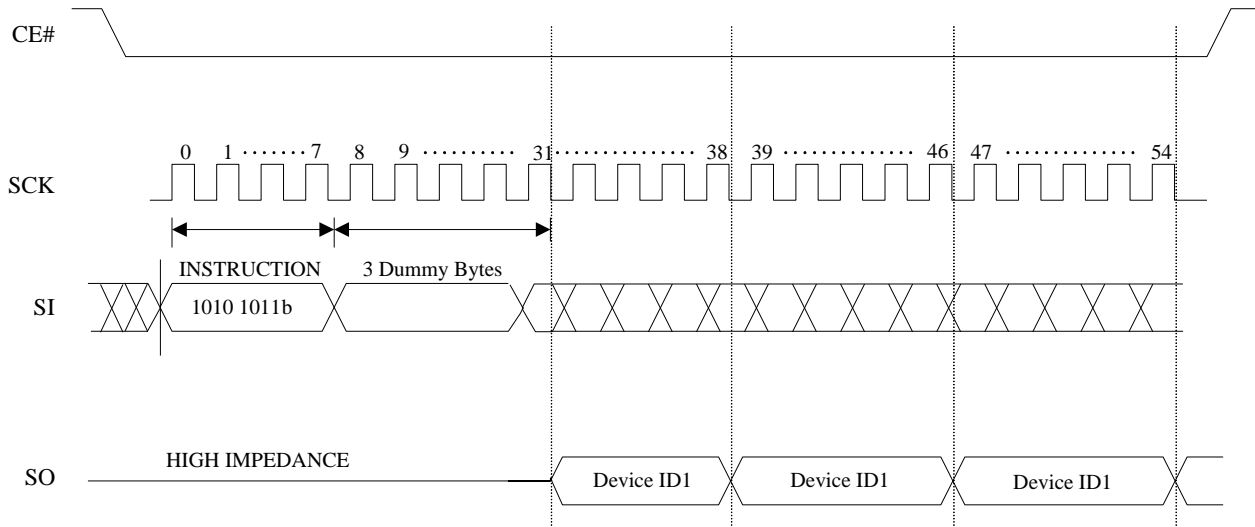 CE#
0 1 ....... 7 8 9 .......... 31 ................ 38 39 ............. 46 47 ............. 54
SCK
INSTRUCTION 3 Dummy Bytes
SI 1010 1011b
HIGH IMPEDANCE
SO Device ID1 Device ID1 Device ID1